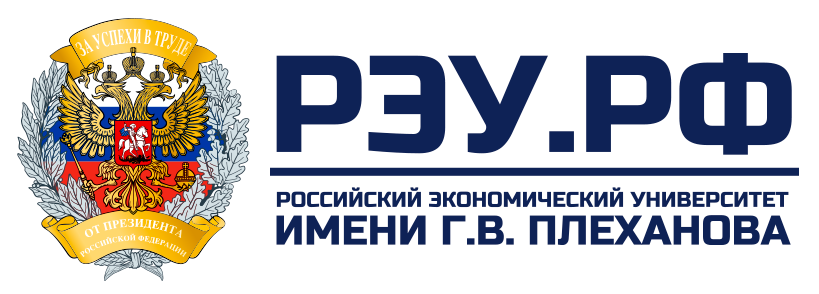 ЗА УСПЕХИ В ТРУДЕ
ОТ ПРЕЗИДЕНТА
РОССИЙСКОЙ ФЕДЕРАЦИИ
РЭУ.РФ
РОССИЙСКИЙ ЭКОНОМИЧЕСКИЙ УНИВЕРСИТЕТ
ИМЕНИ Г.В. ПЛЕХАНОВА